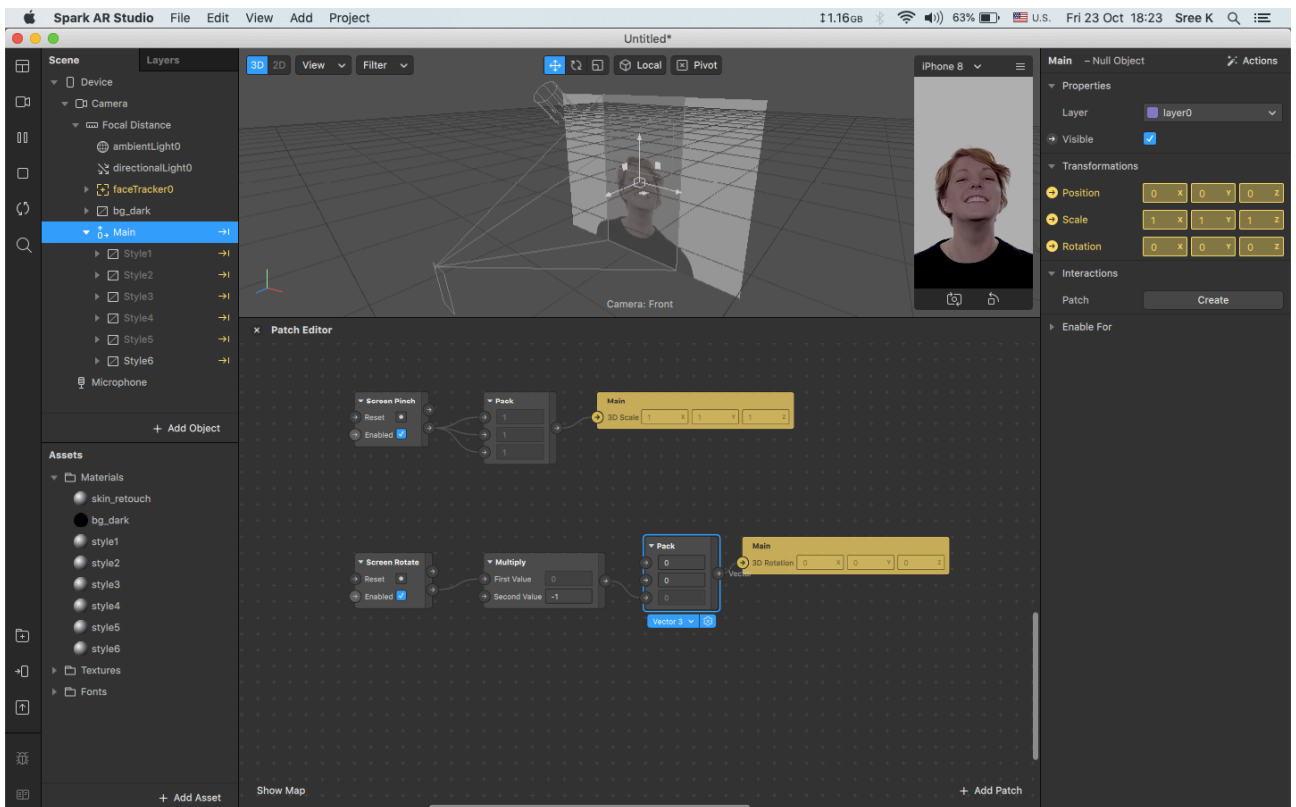 Spark AR Studio File Edit View Add Project 1.16GB 63% U.S. Fri 23 Oct 18:23 Sree K
Untitled*
Scene Layers
Device
Camera
Focal Distance
ambientLight0
directionalLight0
faceTracker0
bg_dark
Main
Style1
Style2
Style3
Style4
Style5
Style6
Microphone
+ Add Object
Assets
Materials
skin_retouch
bg_dark
style1
style2
style3
style4
style5
style6
Textures
Fonts
+ Add Asset
3D 2D View Filter Local Pivot
iPhone 8
Camera: Front
× Patch Editor
Screen Pinch
Reset
Enabled
Pack
1
1
1
Main
3D Scale 1 X 1 Y 1 Z
Screen Rotate
Reset
Enabled
Multiply
First Value 0
Second Value -1
Pack
0
0
0
Vector
Vector 3
Main
3D Rotation 0 X 0 Y 0 Z
Show Map
+ Add Patch
Main – Null Object Actions
Properties
Layer layer0
Visible
Transformations
Position 0 X 0 Y 0 Z
Scale 1 X 1 Y 1 Z
Rotation 0 X 0 Y 0 Z
Interactions
Patch Create
Enable For